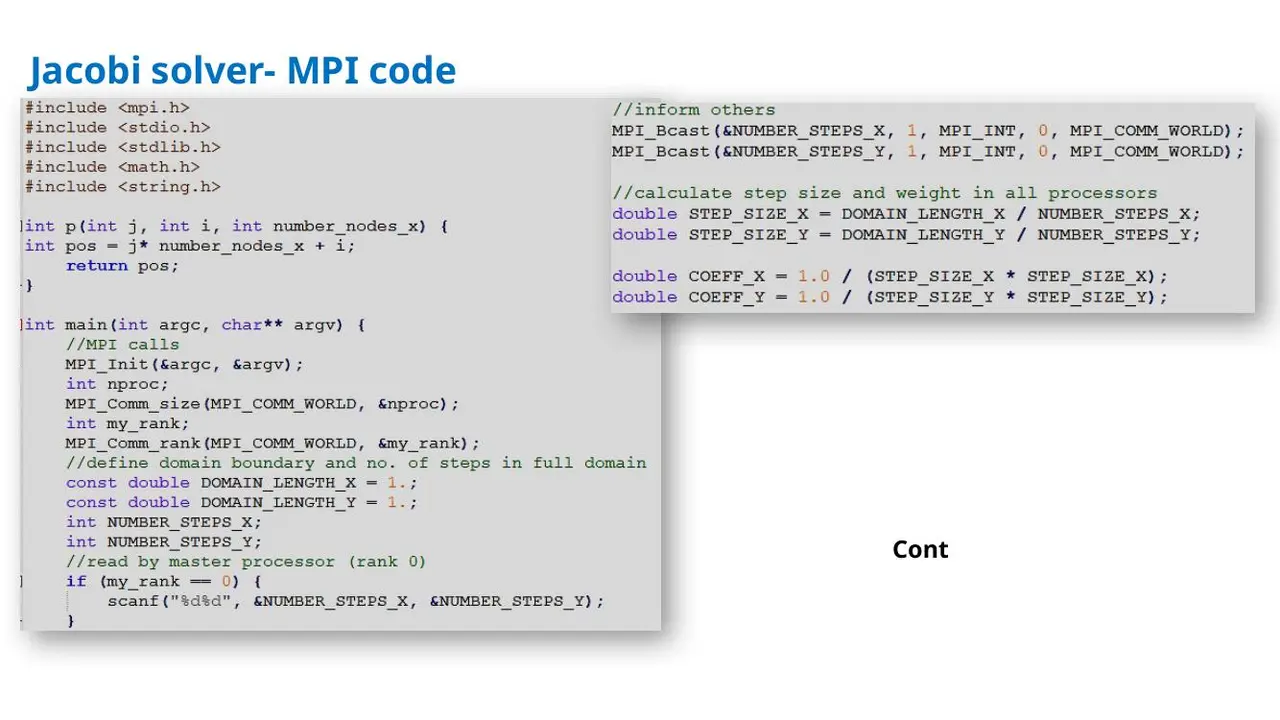 Jacobi solver- MPI code
#include <mpi.h>
#include <stdio.h>
#include <stdlib.h>
#include <math.h>
#include <string.h>
int p(int j, int i, int number_nodes_x) {
int pos = j* number_nodes_x + i;
return pos;
}
int main(int argc, char** argv) {
//MPI calls
MPI_Init(&argc, &argv);
int nproc;
MPI_Comm_size(MPI_COMM_WORLD, &nproc);
int my_rank;
MPI_Comm_rank(MPI_COMM_WORLD, &my_rank);
//define domain boundary and no. of steps in full domain
const double DOMAIN_LENGTH_X = 1.;
const double DOMAIN_LENGTH_Y = 1.;
int NUMBER_STEPS_X;
int NUMBER_STEPS_Y;
//read by master processor (rank 0)
if (my_rank == 0) {
scanf("%d%d", &NUMBER_STEPS_X, &NUMBER_STEPS_Y);
}
//inform others
MPI_Bcast(&NUMBER_STEPS_X, 1, MPI_INT, 0, MPI_COMM_WORLD);
MPI_Bcast(&NUMBER_STEPS_Y, 1, MPI_INT, 0, MPI_COMM_WORLD);
//calculate step size and weight in all processors
double STEP_SIZE_X = DOMAIN_LENGTH_X / NUMBER_STEPS_X;
double STEP_SIZE_Y = DOMAIN_LENGTH_Y / NUMBER_STEPS_Y;
double COEFF_X = 1.0 / (STEP_SIZE_X * STEP_SIZE_X);
double COEFF_Y = 1.0 / (STEP_SIZE_Y * STEP_SIZE_Y);
Cont